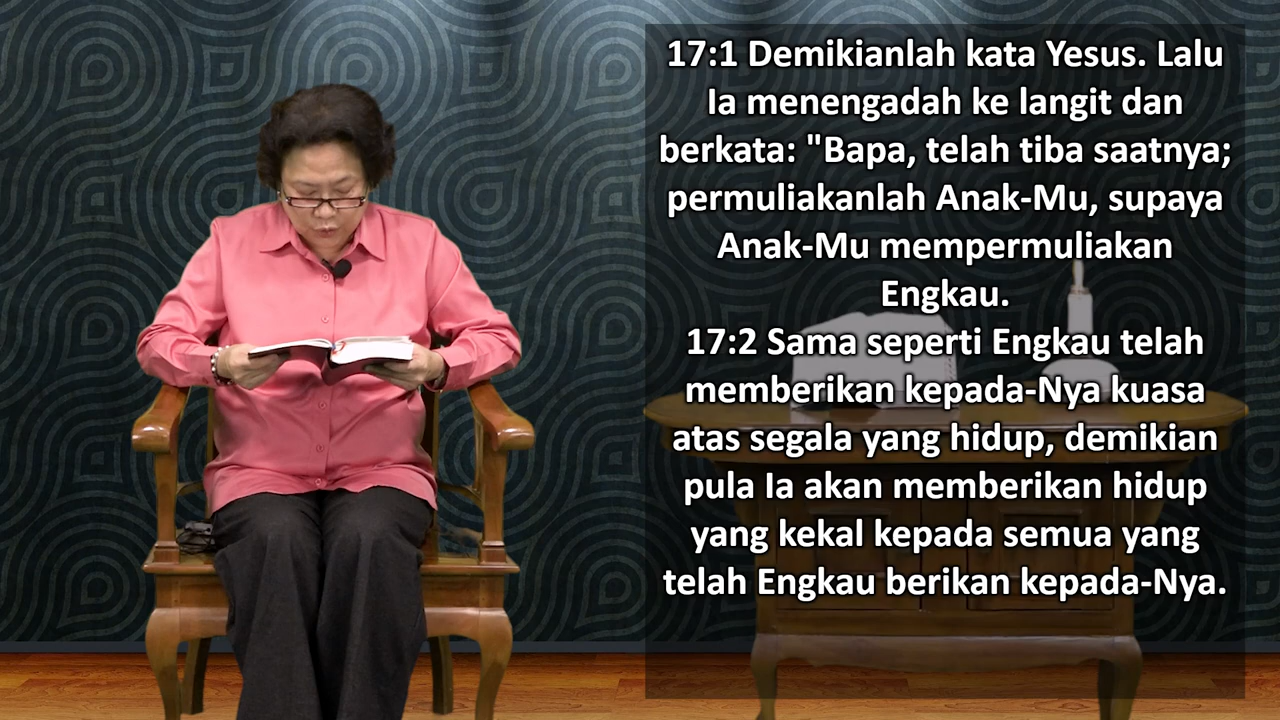 17:1 Demikianlah kata Yesus. Lalu
Ia menengadah ke langit dan
berkata: "Bapa, telah tiba saatnya;
permuliakanlah Anak-Mu, supaya
Anak-Mu mempermuliakan
Engkau.
17:2 Sama seperti Engkau telah
memberikan kepada-Nya kuasa
atas segala yang hidup, demikian
pula Ia akan memberikan hidup
yang kekal kepada semua yang
telah Engkau berikan kepada-Nya.